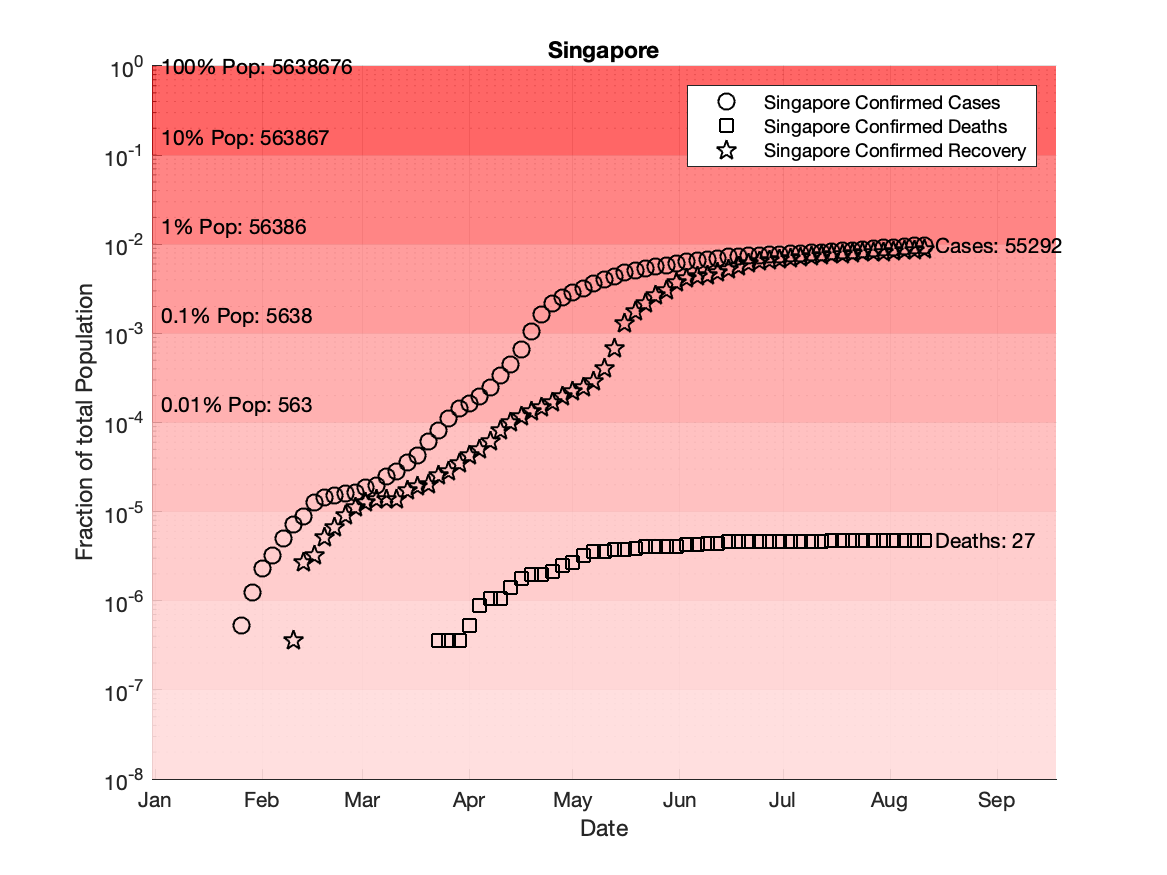 Singapore
10^0
100% Pop: 5638676
Singapore Confirmed Cases
Singapore Confirmed Deaths
Singapore Confirmed Recovery
10% Pop: 563867
10^-1
1% Pop: 56386
10^-2
Cases: 55292
0.1% Pop: 5638
10^-3
0.01% Pop: 563
10^-4
10^-5
Deaths: 27
10^-6
10^-7
10^-8
Fraction of total Population
Jan Feb Mar Apr May Jun Jul Aug Sep
Date